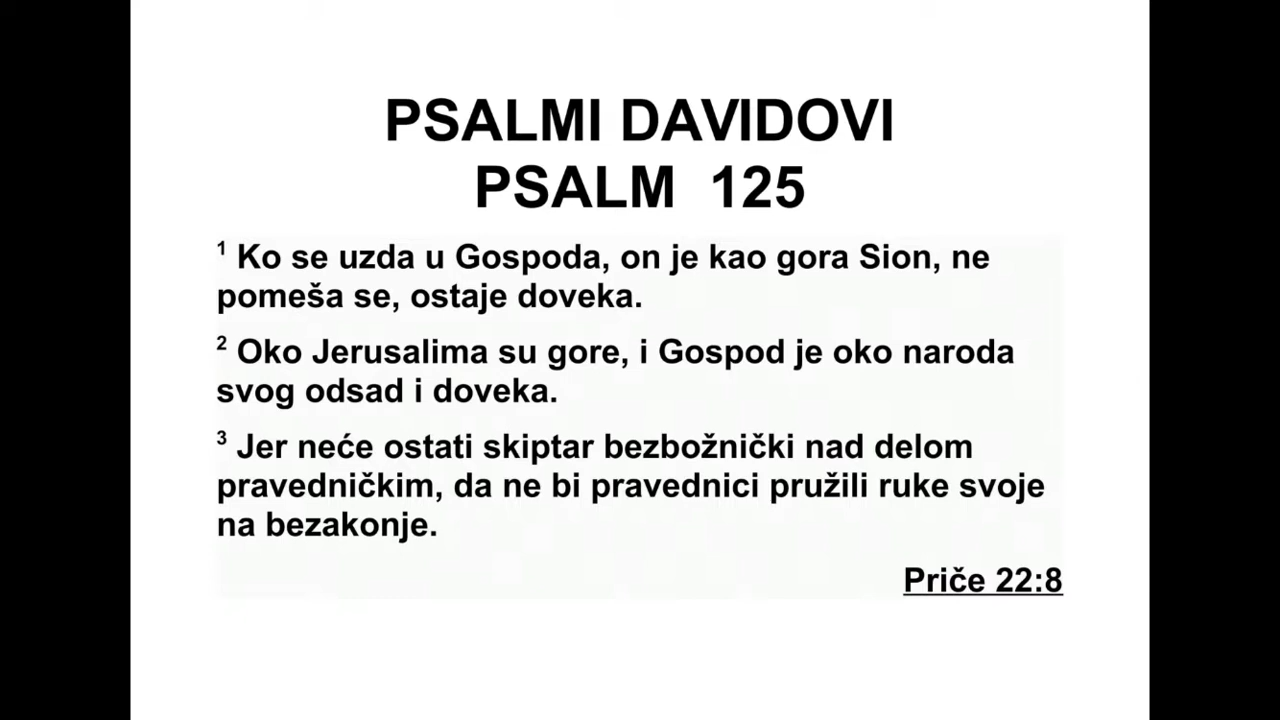 PSALMI DAVIDOVI
PSALM 125
1 Ko se uzda u Gospoda, on je kao gora Sion, ne
pomeša se, ostaje doveka.
2 Oko Jerusalima su gore, i Gospod je oko naroda
svog odsad i doveka.
3 Jer neće ostati skiptar bezbožnički nad delom
pravedničkim, da ne bi pravednici pružili ruke svoje
na bezakonje.
Priče 22:8